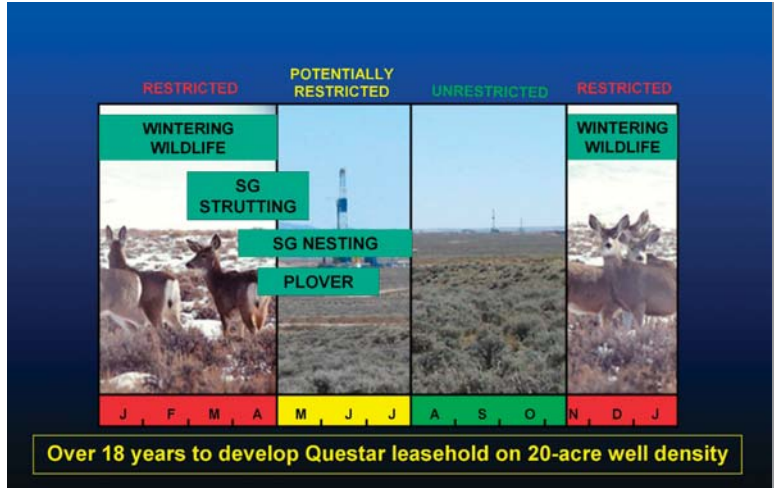 POTENTIALLY
RESTRICTED RESTRICTED UNRESTRICTED RESTRICTED
WINTERING
WILDLIFE
WINTERING
WILDLIFE
SG
STRUTTING
SG NESTING
PLOVER
J F M A M J J A S O N D J
Over 18 years to develop Questar leasehold on 20-acre well density